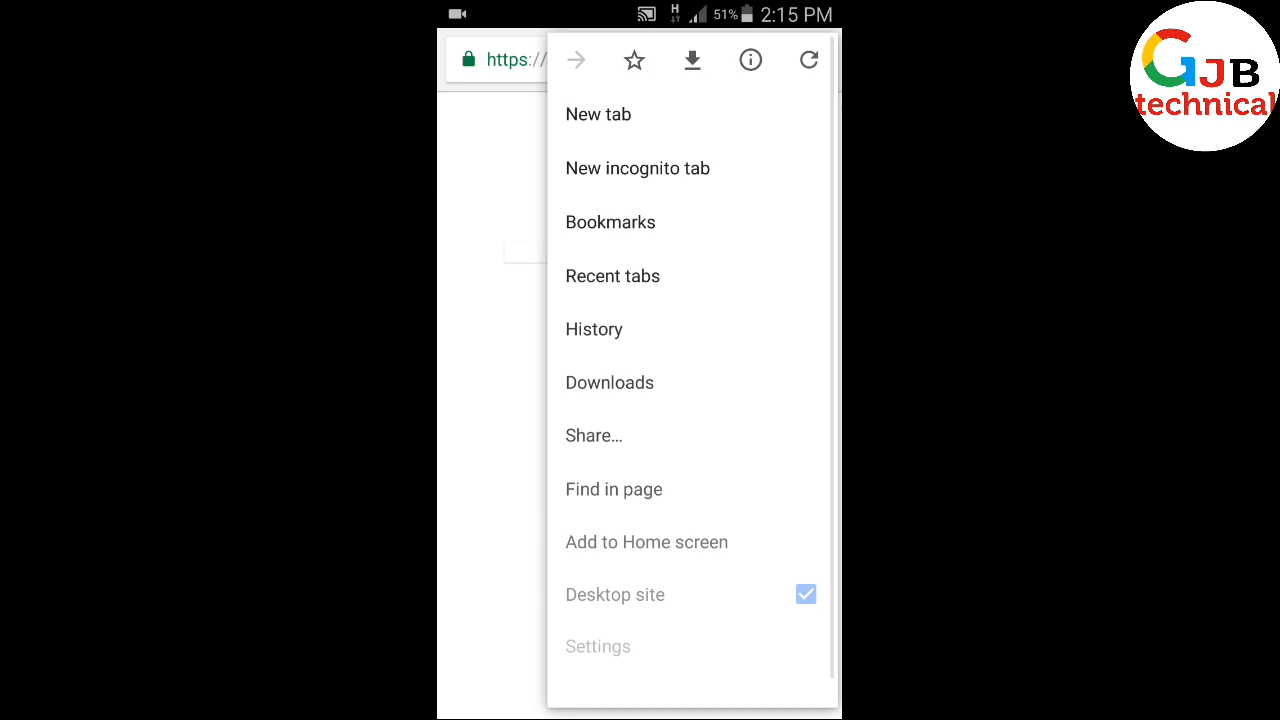 H 51% 2:15 PM
GJB
technical
https://
New tab
New incognito tab
Bookmarks
Recent tabs
History
Downloads
Share...
Find in page
Add to Home screen
Desktop site
Settings